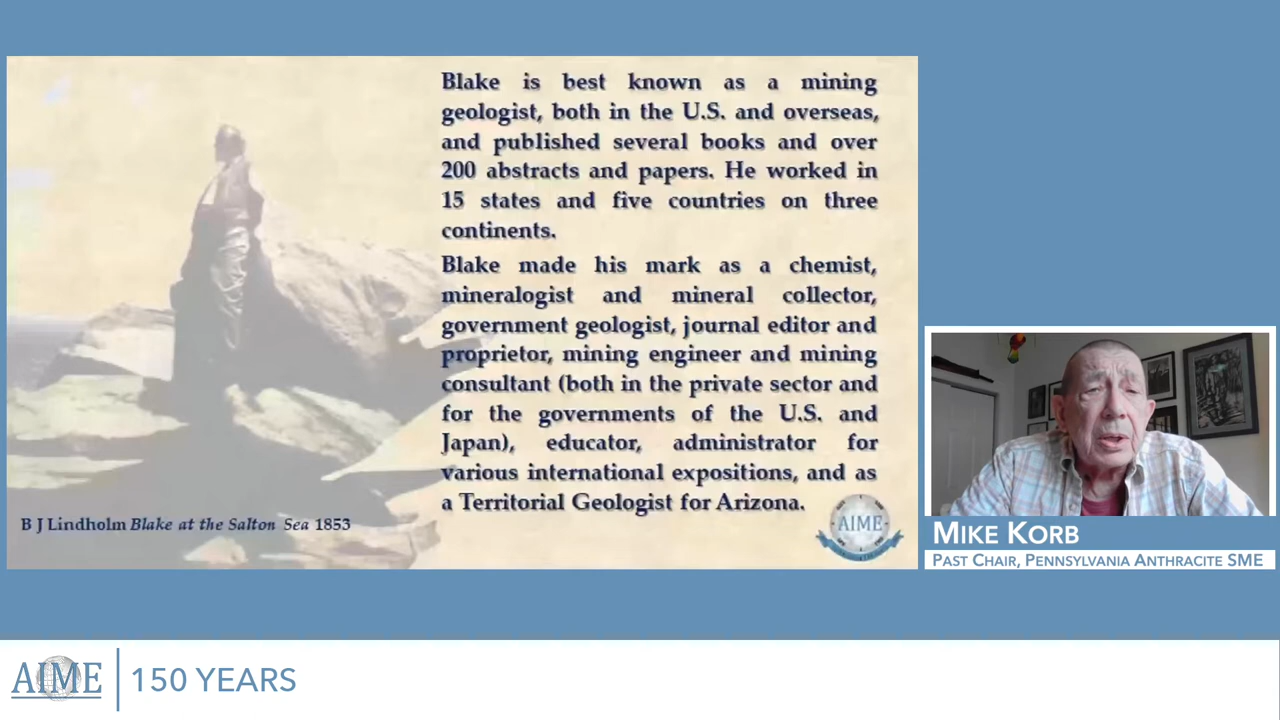 Blake is best known as a mining
geologist, both in the U.S. and overseas,
and published several books and over
200 abstracts and papers. He worked in
15 states and five countries on three
continents.
Blake made his mark as a chemist,
mineralogist and mineral collector,
government geologist, journal editor and
proprietor, mining engineer and mining
consultant (both in the private sector and
for the governments of the U.S. and
Japan), educator, administrator for
various international expositions, and as
a Territorial Geologist for Arizona.
B J Lindholm Blake at the Salton Sea 1853
AIME
MIKE KORB
PAST CHAIR, PENNSYLVANIA ANTHRACITE SME
AIME
150 YEARS